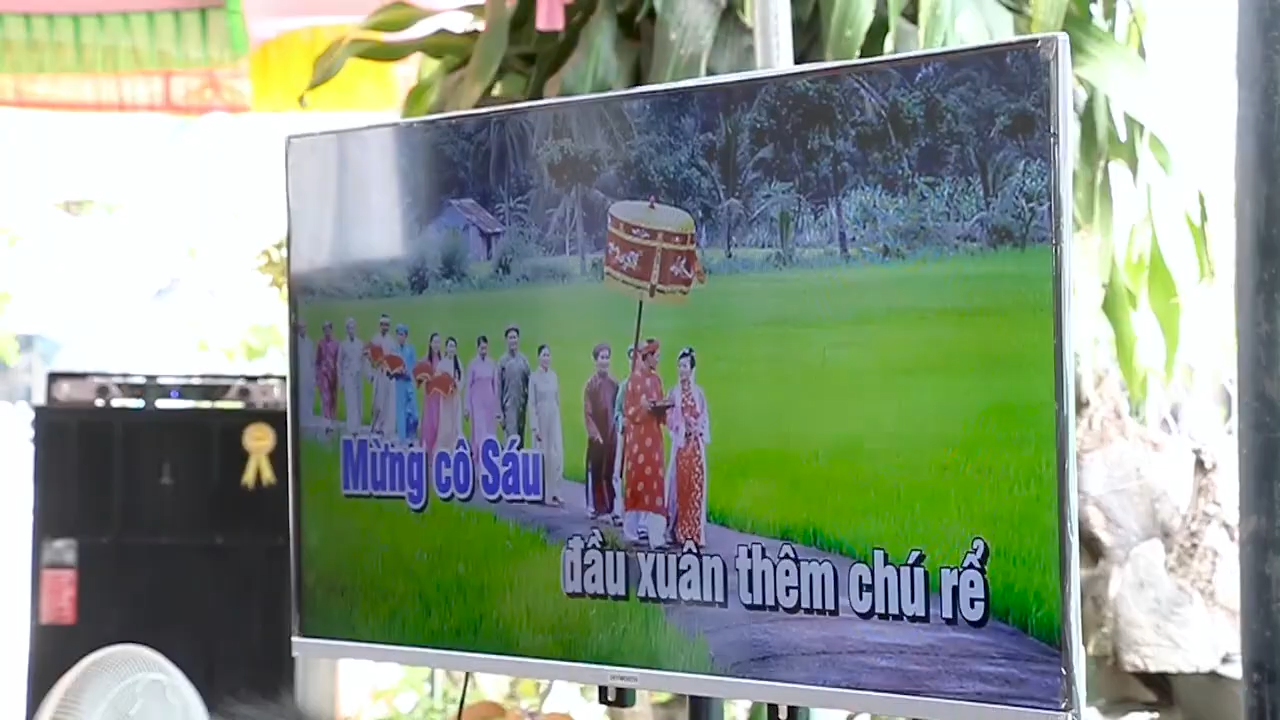 Mừng cô Sáu
đầu xuân thêm chú rể